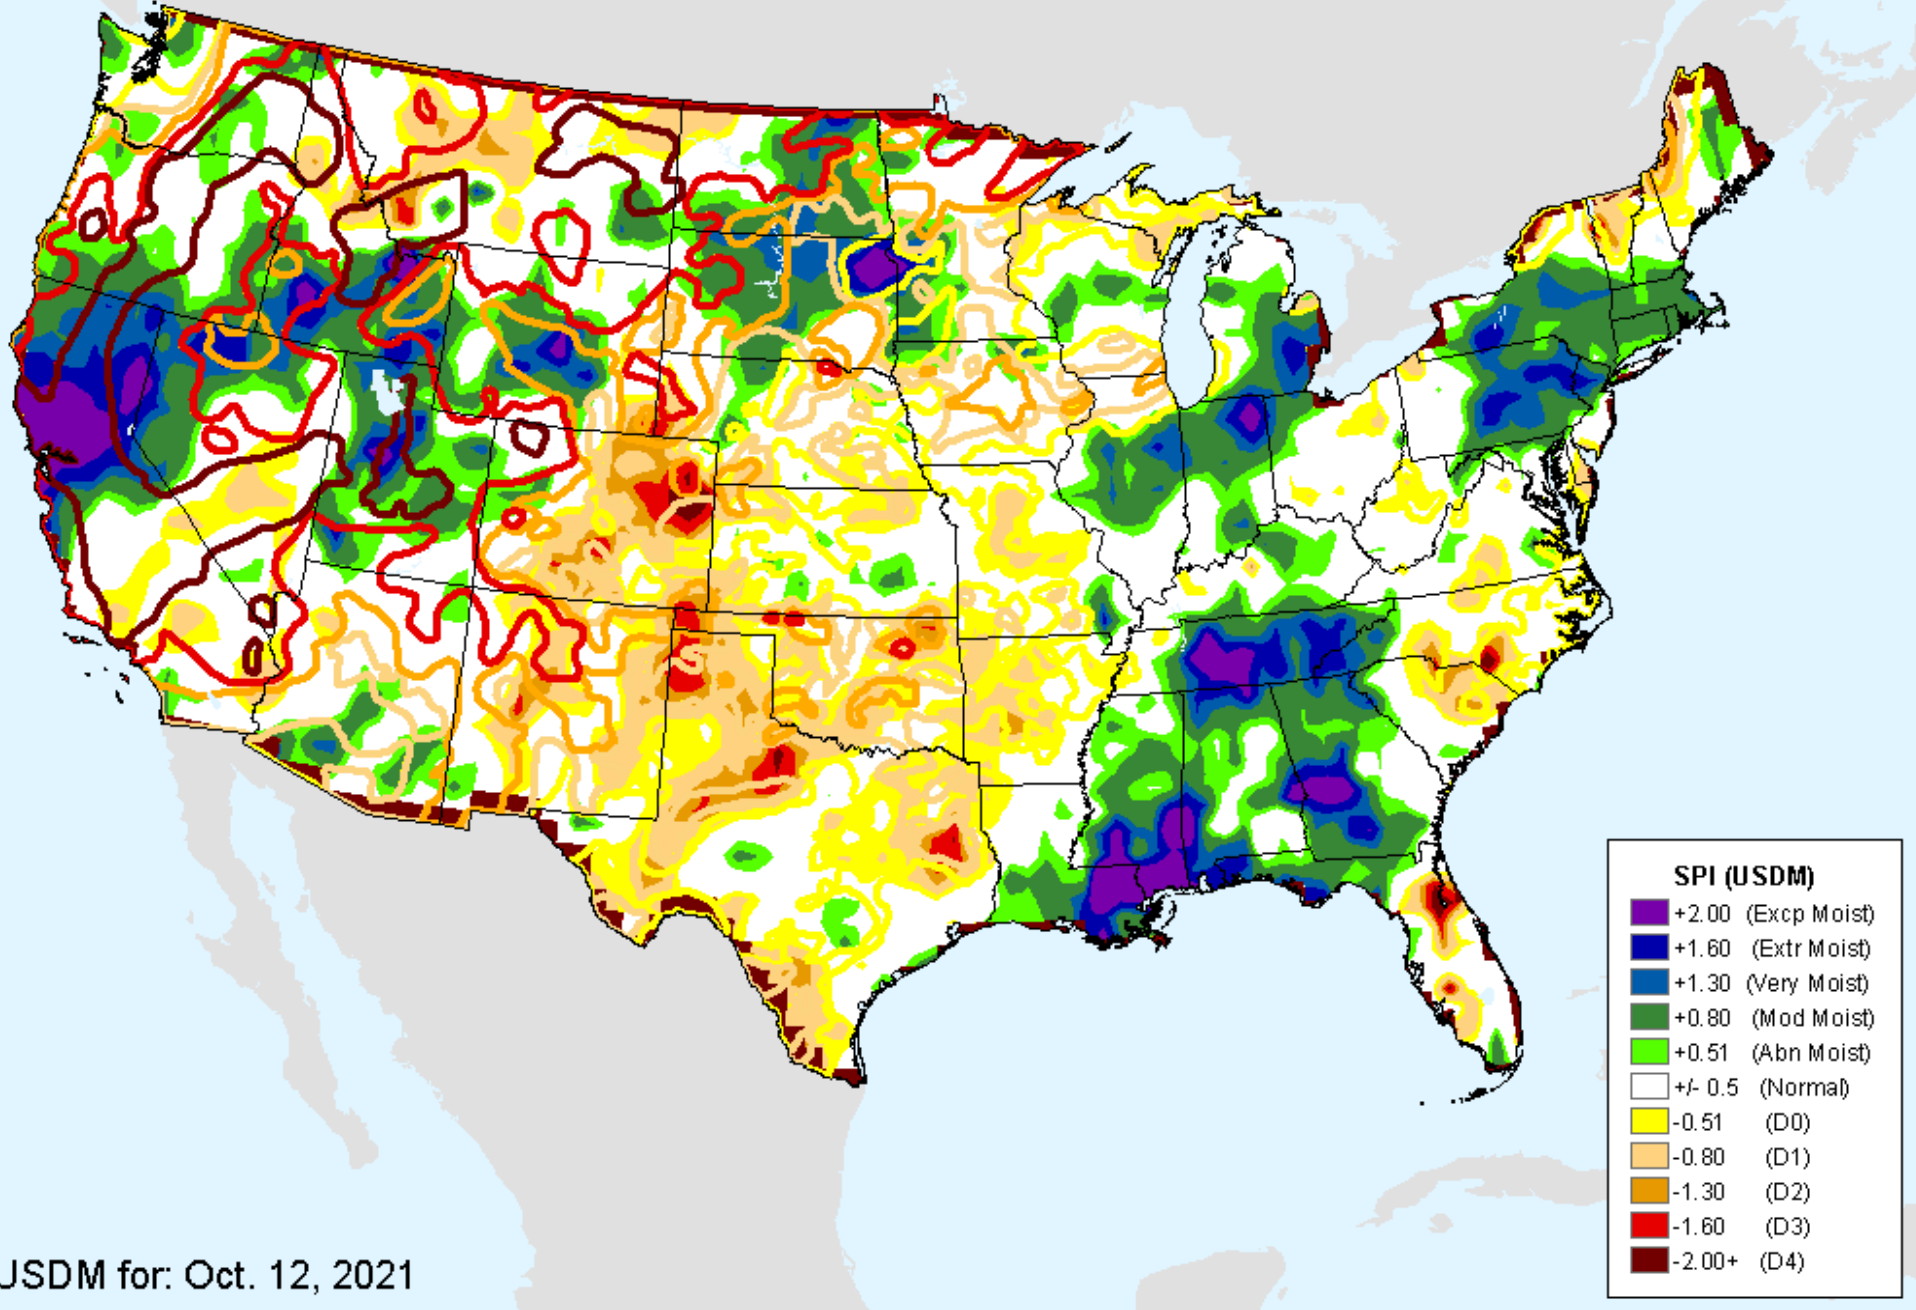 SPI (USDM)
+2.00 (Excp Moist)
+1.60 (Extr Moist)
+1.30 (Very Moist)
+0.80 (Mod Moist)
+0.51 (Abn Moist)
+/- 0.5 (Normal)
-0.51 (D0)
-0.80 (D1)
-1.30 (D2)
-1.60 (D3)
-2.00+ (D4)
USDM for: Oct. 12, 2021